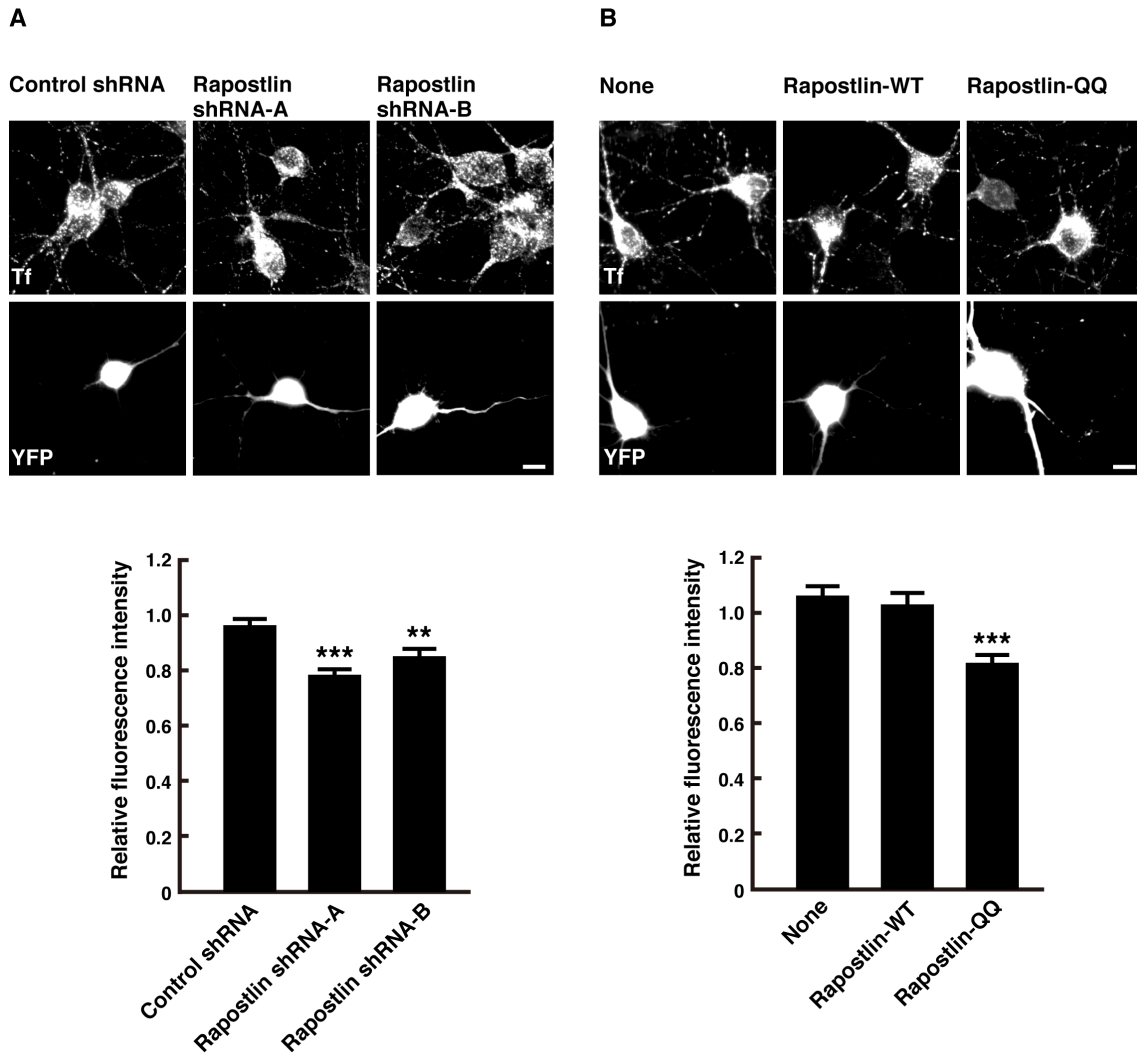 A
B
Control shRNA
Rapostlin
shRNA-A
Rapostlin
shRNA-B
None
Rapostlin-WT
Rapostlin-QQ
Tf
YFP
Tf
YFP
Relative fluorescence intensity
1.2
1.0
0.8
0.6
0.4
0.2
0
***
**
Control shRNA
Rapostlin shRNA-A
Rapostlin shRNA-B
Relative fluorescence intensity
1.2
1.0
0.8
0.6
0.4
0.2
0
***
None
Rapostlin-WT
Rapostlin-QQ